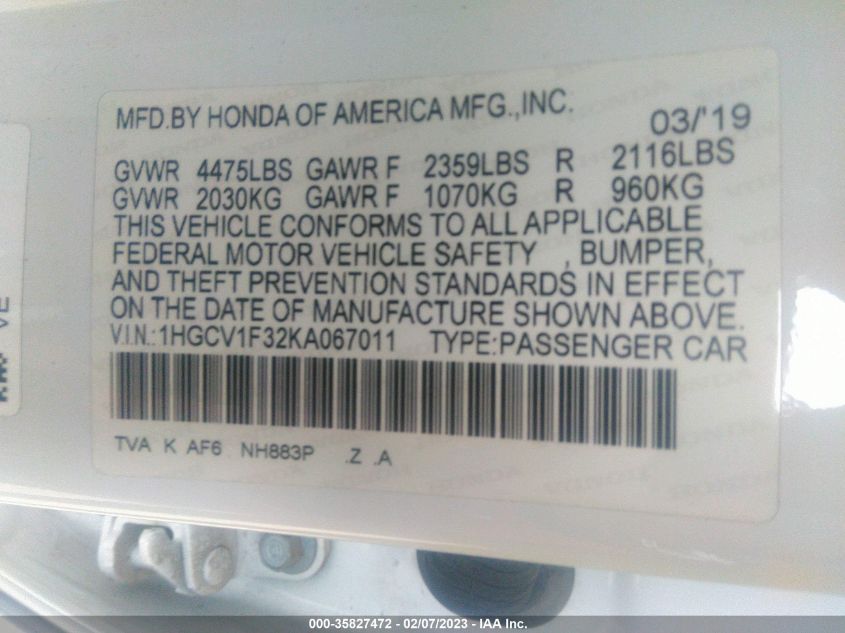 MFD.BY HONDA OF AMERICA MFG.,INC. 03/'19
GVWR 4475LBS GAWR F 2359LBS R 2116LBS
GVWR 2030KG GAWR F 1070KG R 960KG
THIS VEHICLE CONFORMS TO ALL APPLICABLE
FEDERAL MOTOR VEHICLE SAFETY , BUMPER,
AND THEFT PREVENTION STANDARDS IN EFFECT
ON THE DATE OF MANUFACTURE SHOWN ABOVE.
V.I.N.:1HGCV1F32KA067011 TYPE:PASSENGER CAR
TVA K AF6 NH883P .Z .A
VE
000-35827472 - 02/07/2023 - IAA Inc.